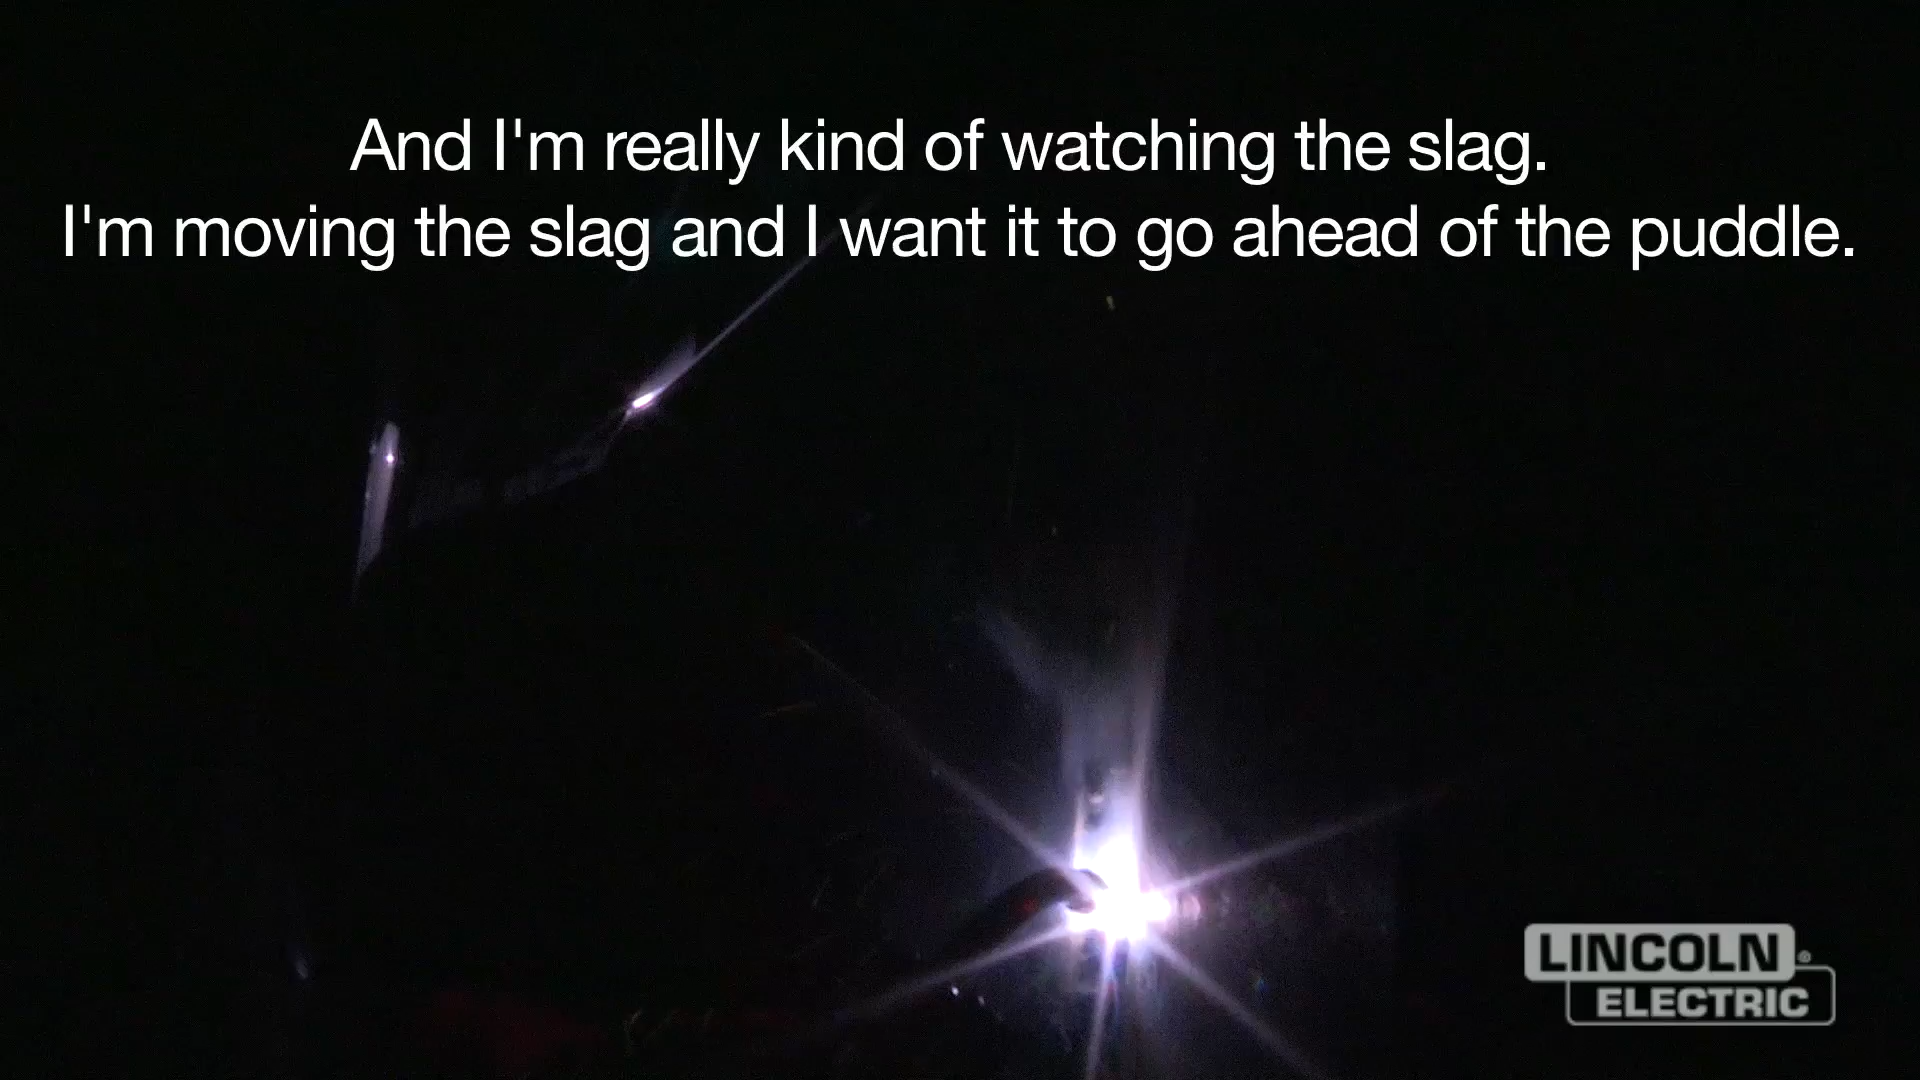 And I'm really kind of watching the slag.
I'm moving the slag and I want it to go ahead of the puddle.
LINCOLN®
ELECTRIC